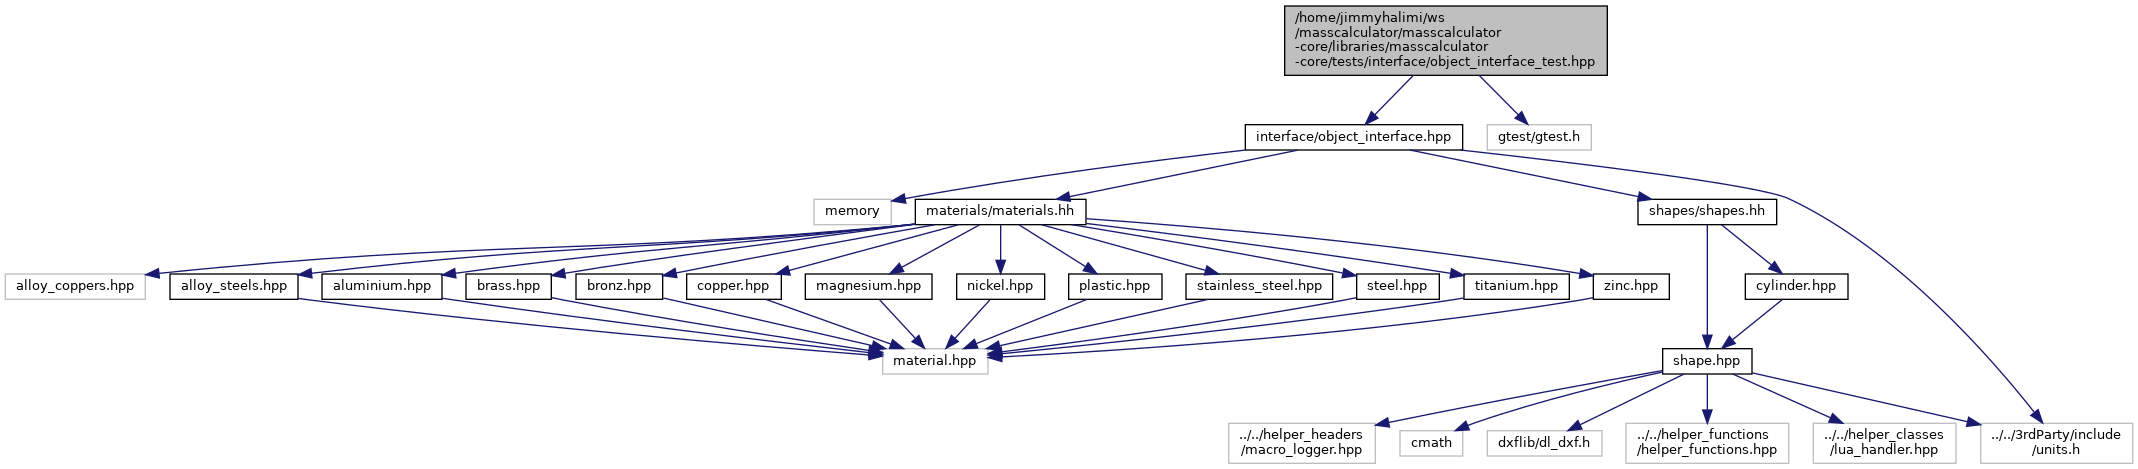 /home/jimmyhalimi/ws
/masscalculator/masscalculator
-core/libraries/masscalculator
-core/tests/interface/object_interface_test.hpp
interface/object_interface.hpp
gtest/gtest.h
memory
materials/materials.hh
shapes/shapes.hh
alloy_coppers.hpp
alloy_steels.hpp
aluminium.hpp
brass.hpp
bronz.hpp
copper.hpp
magnesium.hpp
nickel.hpp
plastic.hpp
stainless_steel.hpp
steel.hpp
titanium.hpp
zinc.hpp
cylinder.hpp
material.hpp
shape.hpp
../../helper_headers
/macro_logger.hpp
cmath
dxflib/dl_dxf.h
../../helper_functions
/helper_functions.hpp
../../helper_classes
/lua_handler.hpp
../../3rdParty/include
/units.h